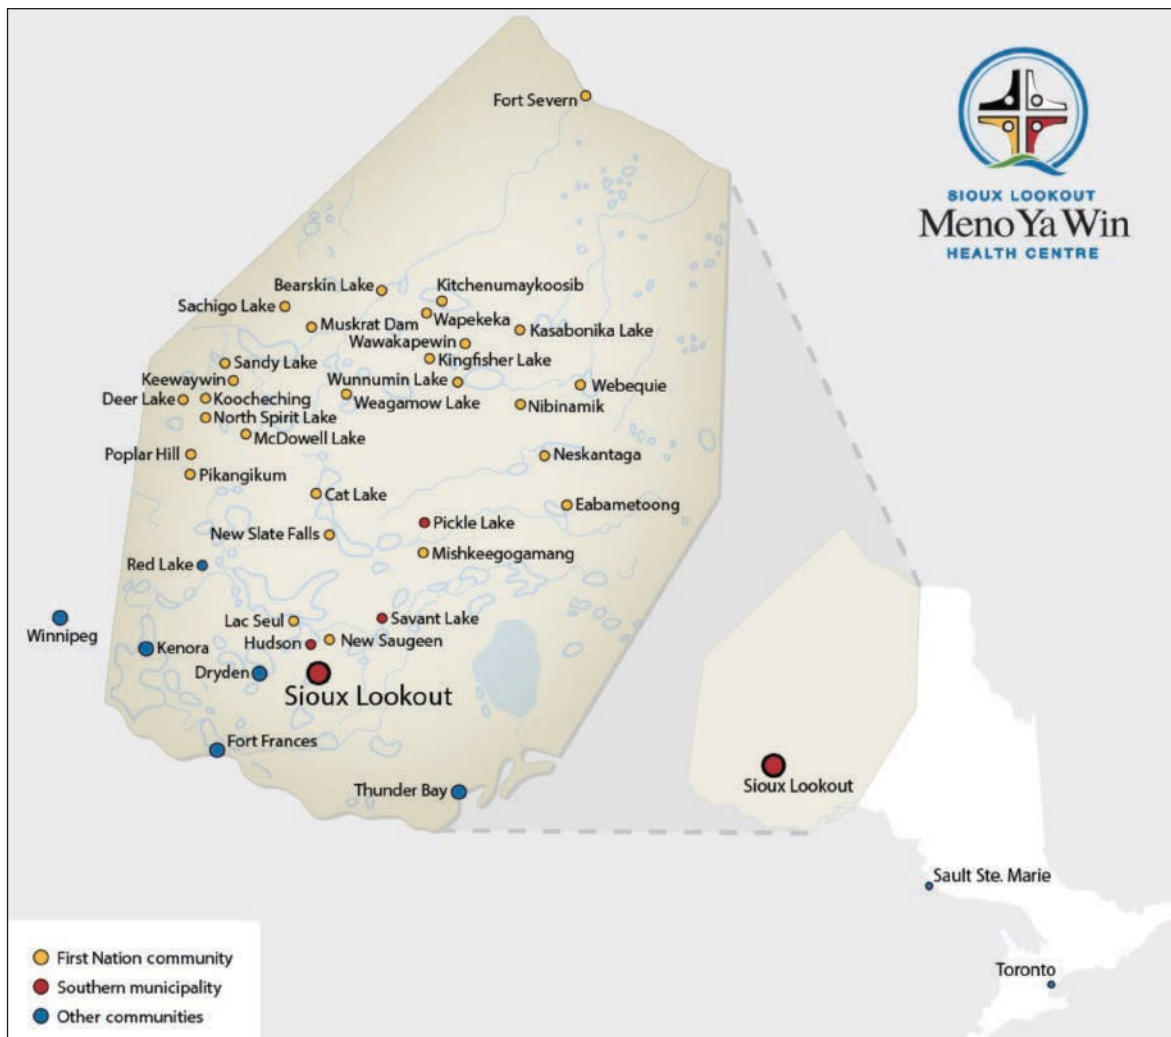 Fort Severn
SIOUX LOOKOUT
Meno Ya Win
HEALTH CENTRE
Bearskin Lake
Kitchenumaykoosib
Sachigo Lake
Wapekeka
Muskrat Dam
Kasabonika Lake
Wawakapewin
Kingfisher Lake
Sandy Lake
Keewaywin
Wunnumin Lake
Webequie
Deer Lake
Koocheching
Weagamow Lake
Nibinamik
North Spirit Lake
McDowell Lake
Poplar Hill
Neskantaga
Pikangikum
Cat Lake
Eabametoong
Pickle Lake
New Slate Falls
Mishkeegogamang
Red Lake
Lac Seul
Savant Lake
Winnipeg
Hudson
New Saugeen
Kenora
Dryden
Sioux Lookout
Fort Frances
Thunder Bay
Sioux Lookout
Sault Ste. Marie
Toronto
First Nation community
Southern municipality
Other communities